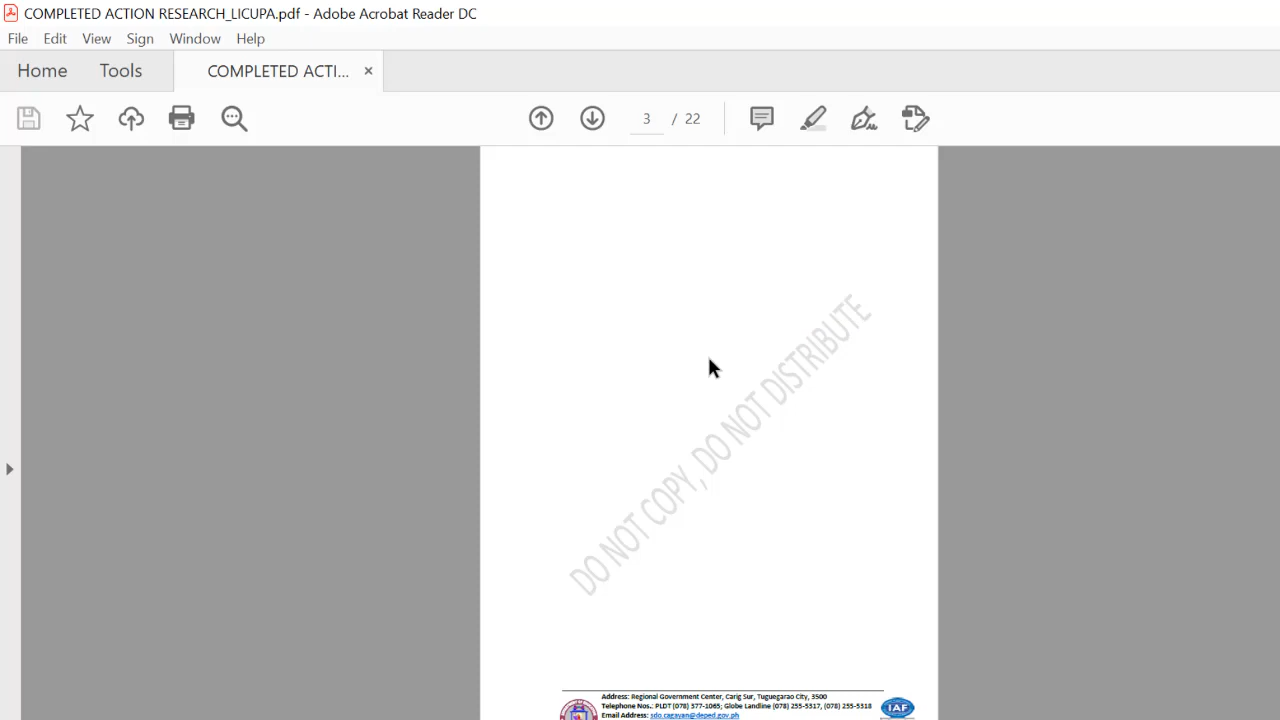 COMPLETED ACTION RESEARCH_LICUPA.pdf - Adobe Acrobat Reader DC
File Edit View Sign Window Help
Home Tools COMPLETED ACTI... ×
3 / 22
DO NOT COPY, DO NOT DISTRIBUTE
Address: Regional Government Center, Carig Sur, Tuguegarao City, 3500
Telephone Nos.: PLDT (078) 377-1065; Globe Landline (078) 255-5317, (078) 255-5318
Email Address: sdo.cagayan@deped.gov.ph
IAF